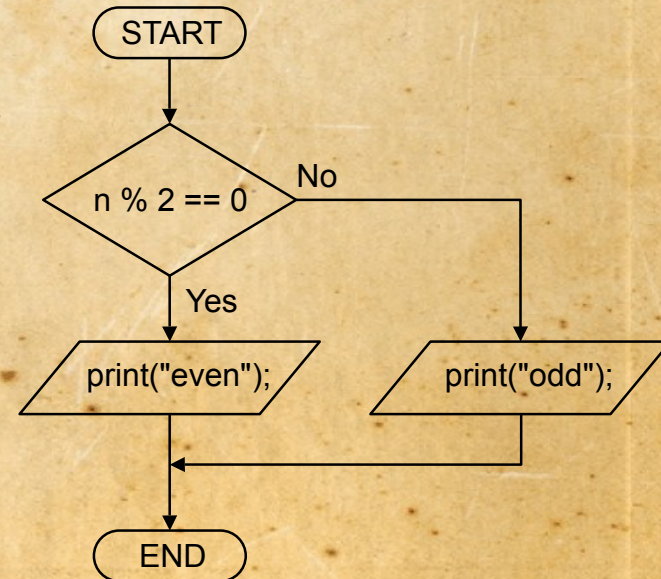 START
n % 2 == 0
No
Yes
print("even");
print("odd");
END